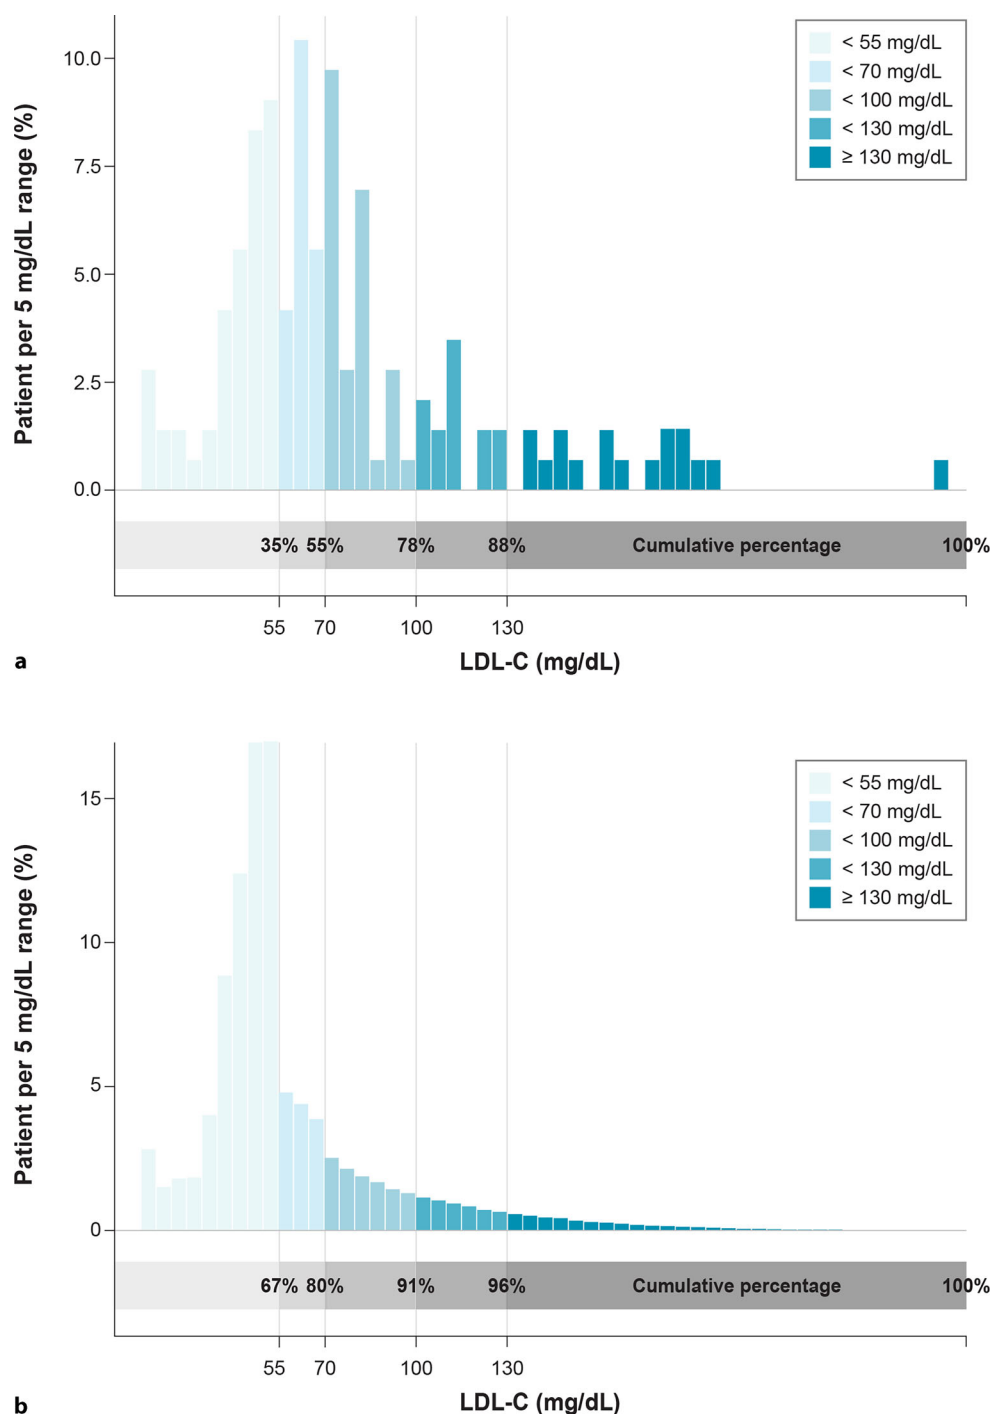 10.0
7.5
5.0
2.5
0.0
Patient per 5 mg/dL range (%)
< 55 mg/dL
< 70 mg/dL
< 100 mg/dL
< 130 mg/dL
≥ 130 mg/dL
35% 55% 78% 88% Cumulative percentage 100%
55 70 100 130
LDL-C (mg/dL)
a
15
10
5
0
Patient per 5 mg/dL range (%)
< 55 mg/dL
< 70 mg/dL
< 100 mg/dL
< 130 mg/dL
≥ 130 mg/dL
67% 80% 91% 96% Cumulative percentage 100%
55 70 100 130
LDL-C (mg/dL)
b